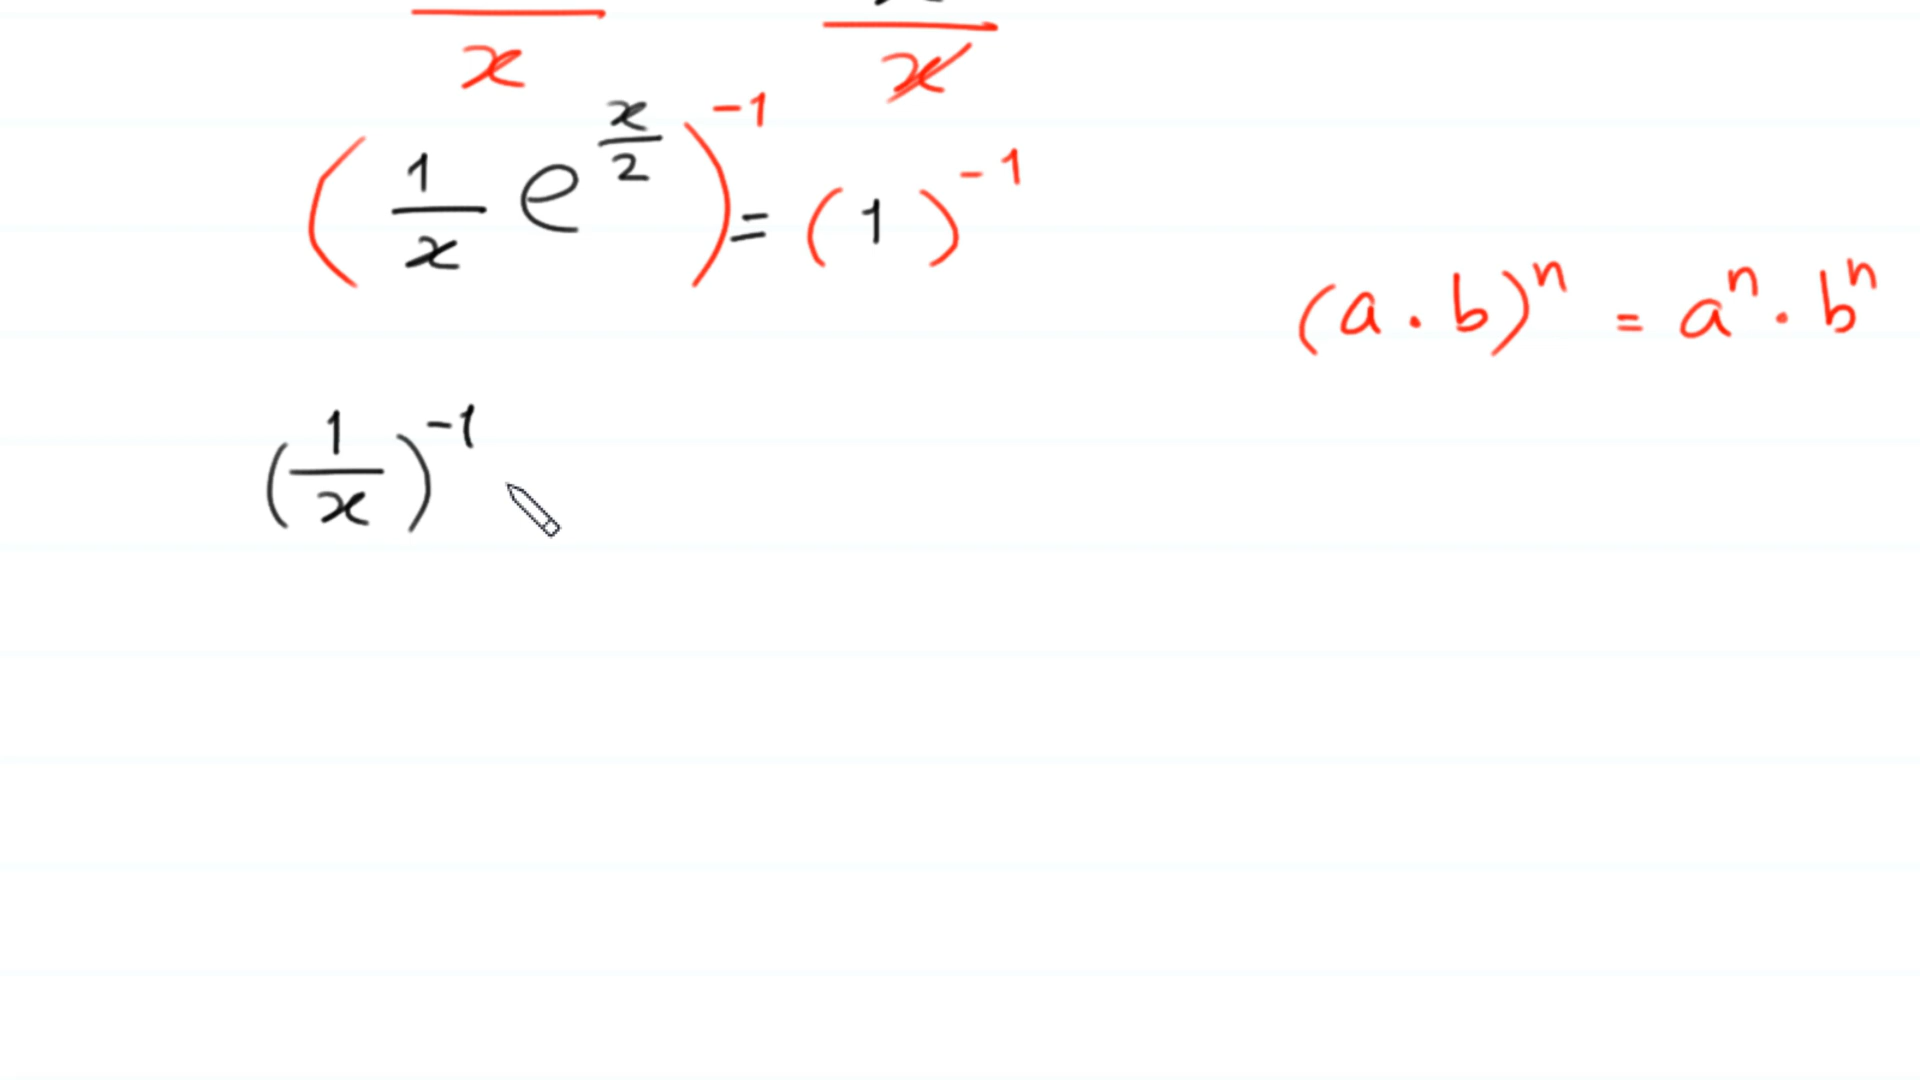 x x
( 1/x e^(x/2) )^-1 = ( 1 )^-1
(a · b)^n = a^n · b^n
( 1/x )^-1